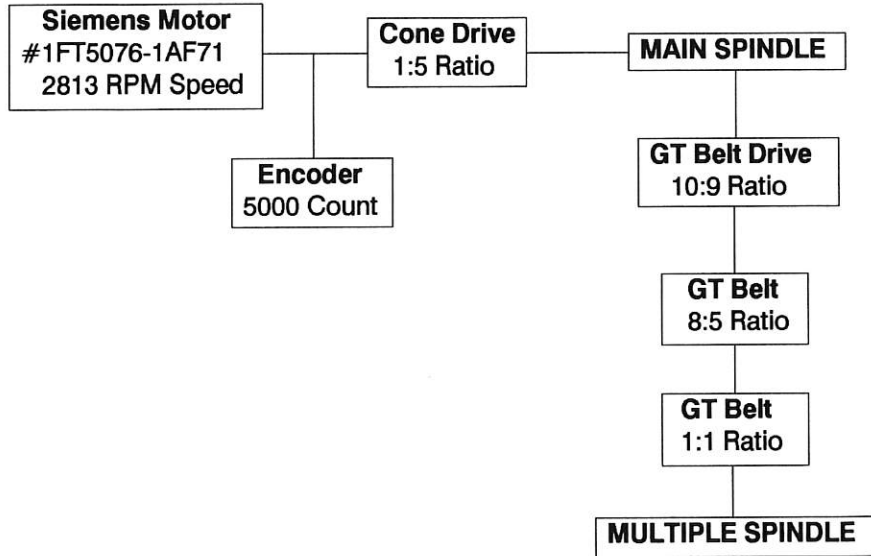 Siemens Motor
#1FT5076-1AF71
2813 RPM Speed
Cone Drive
1:5 Ratio
MAIN SPINDLE
Encoder
5000 Count
GT Belt Drive
10:9 Ratio
GT Belt
8:5 Ratio
GT Belt
1:1 Ratio
MULTIPLE SPINDLE